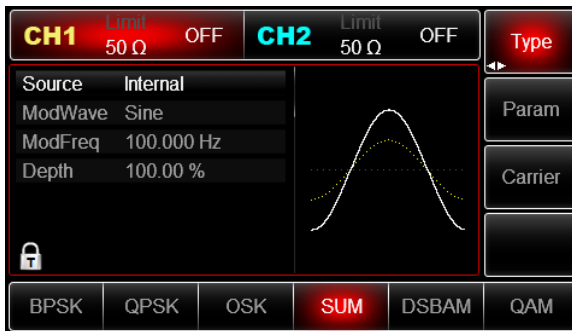 CH1 Limit 50 Ω OFF CH2 Limit 50 Ω OFF Type
Source Internal
ModWave Sine
ModFreq 100.000 Hz
Depth 100.00 %
Param
Carrier
T
BPSK QPSK OSK SUM DSBAM QAM